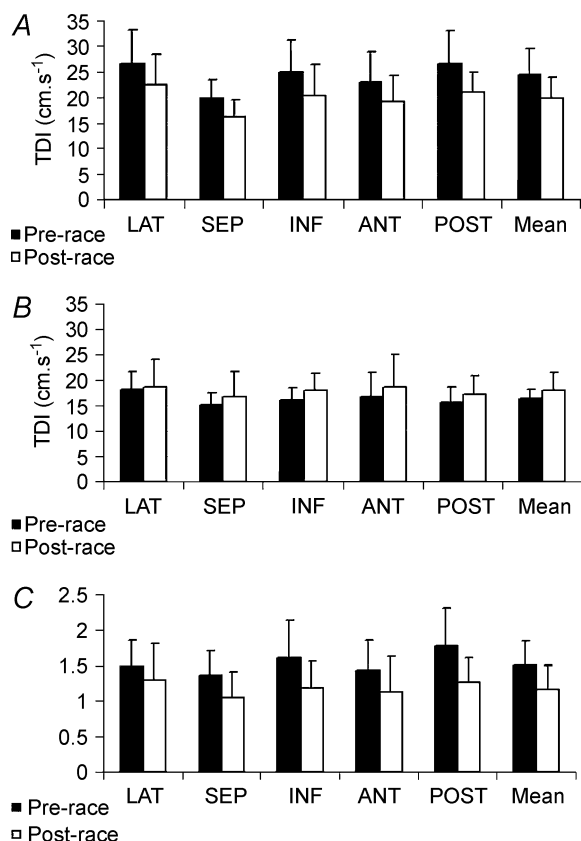 A
35
30
25
20
15
10
5
0
TDI (cm.s-1)
LAT SEP INF ANT POST Mean
Pre-race
Post-race
B
35
30
25
20
15
10
5
0
TDI (cm.s-1)
LAT SEP INF ANT POST Mean
Pre-race
Post-race
C
2.5
2
1.5
1
0.5
0
LAT SEP INF ANT POST Mean
Pre-race
Post-race